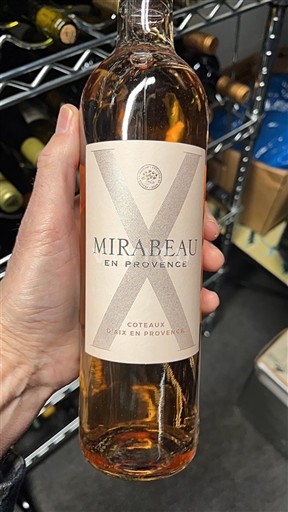 X
MIRABEAU
EN PROVENCE
COTEAUX
D'AIX EN PROVENCE